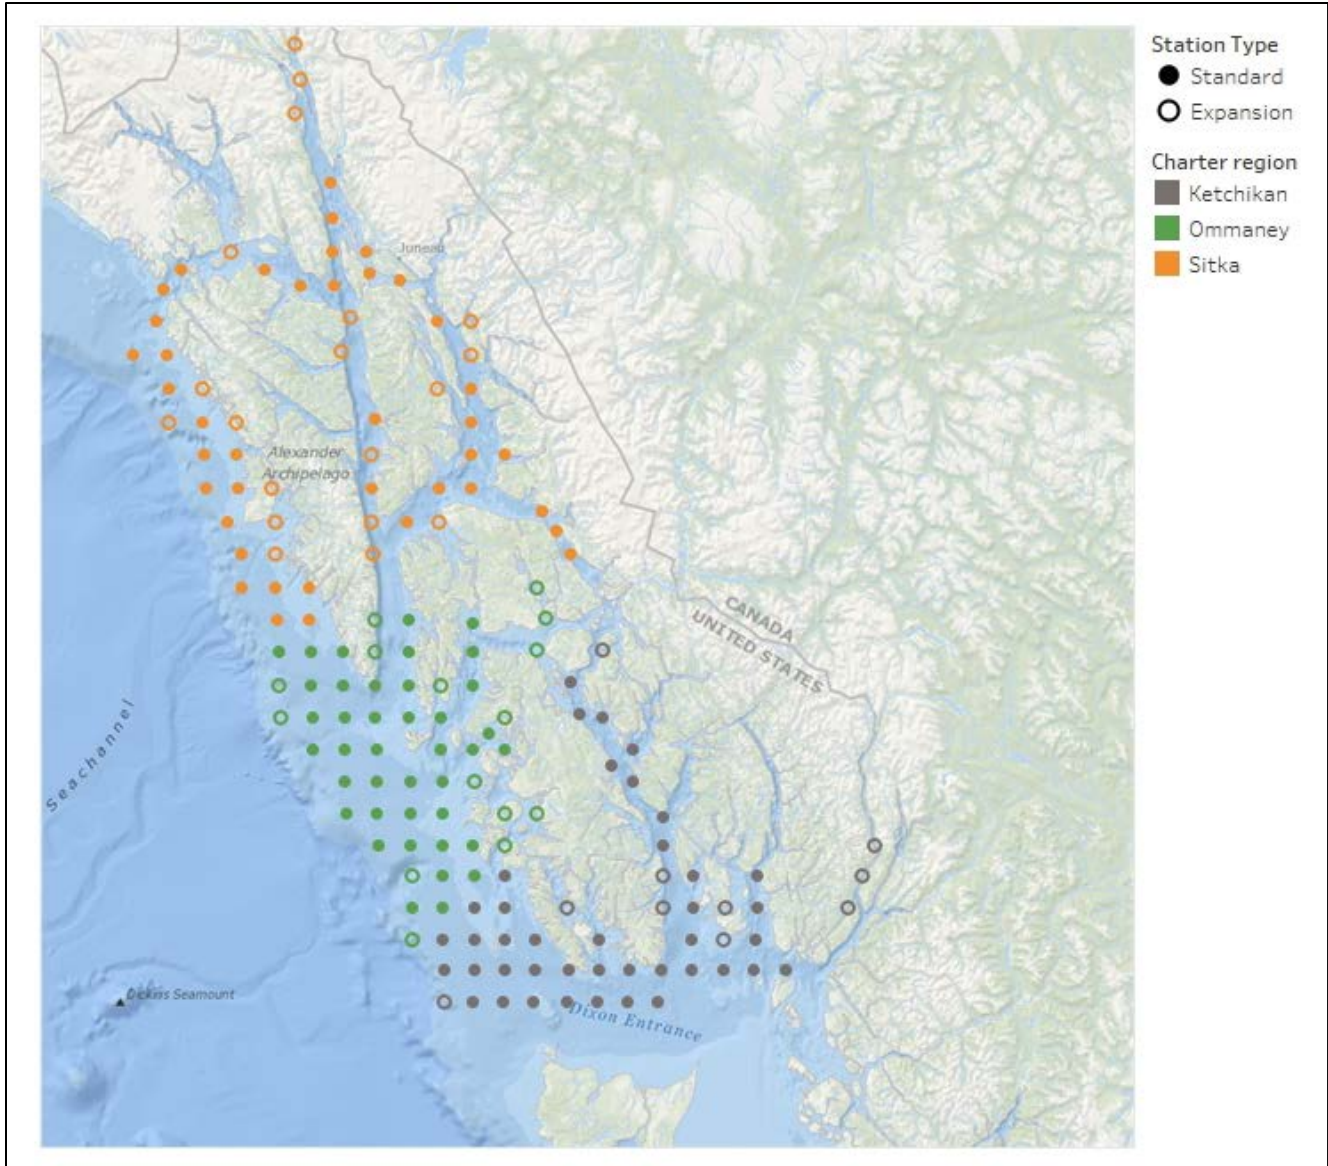 Station Type
Standard
Expansion
Charter region
Ketchikan
Ommaney
Sitka
Juneau
Alexander
Archipelago
CANADA
UNITED STATES
Seachannel
Dickins Seamount
Dixon Entrance